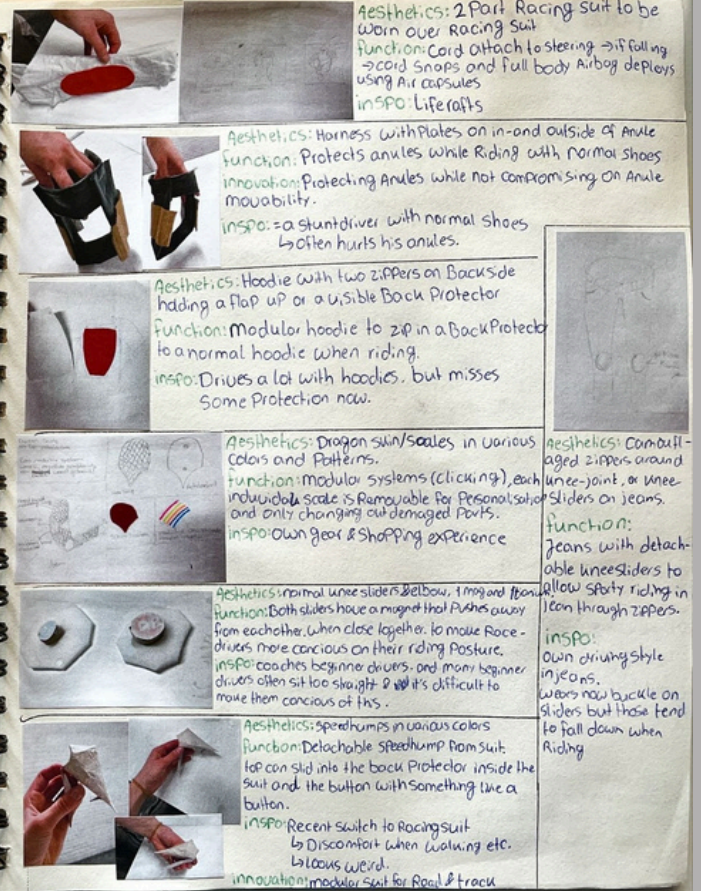 Aesthetics: 2 Part Racing suit to be
worn over Racing suit
function: Cord attach to steering → if falling
→ cord snaps and full body Airbag deploys
using Air capsules
inspo: Liferafts
Aesthetics: Harness with Plates on in-and outside of Ankle
function: Protects ankles while Riding with normal shoes
innovation: Protecting Ankles while not compromising on Ankle
movability.
inspo: = a stuntdriver with normal shoes
↳ often hurts his ankles.
Aesthetics: Hoodie with two zippers on Backside
holding a flap up or a visible Back Protector
function: modular hoodie to zip in a Back Protector
to a normal hoodie when riding.
inspo: Drives a lot with hoodies. but misses
some Protection now.
Aesthetics: Dragon skin/scales in various
colors and Patterns.
function: modular systems (clicking), each
individual scale is Removable for Personalisation
and only changing out damaged Parts.
inspo: own gear & shopping experience
Aesthetics: normal kneesliders & elbow, 1 mag and
Function: Both sliders have a magnet that Pushes away
from eachother. when close together. to make Race-
drivers more concious on their riding Posture.
inspo: coaches beginner drivers. and many beginner
drivers often sit too straight & it's difficult to
make them concious of this.
Aesthetics: speedhumps in various colors
Function: Detachable speedhump from suit.
top can slid into the back Protector inside the
suit and the button with something like a
button.
inspo: Recent switch to Racingsuit
↳ Discomfort when walking etc.
↳ looks weird.
innovation: modular suit for Road & track
Aesthetics: Camoufl-
aged zippers around
knee-joint, or knee
sliders on jeans.
function:
Jeans with detach-
able kneesliders to
allow sporty riding in
jean through zippers.
inspo:
own driving style
in jeans.
wears now buckle on
sliders but those tend
to fall down when
Riding